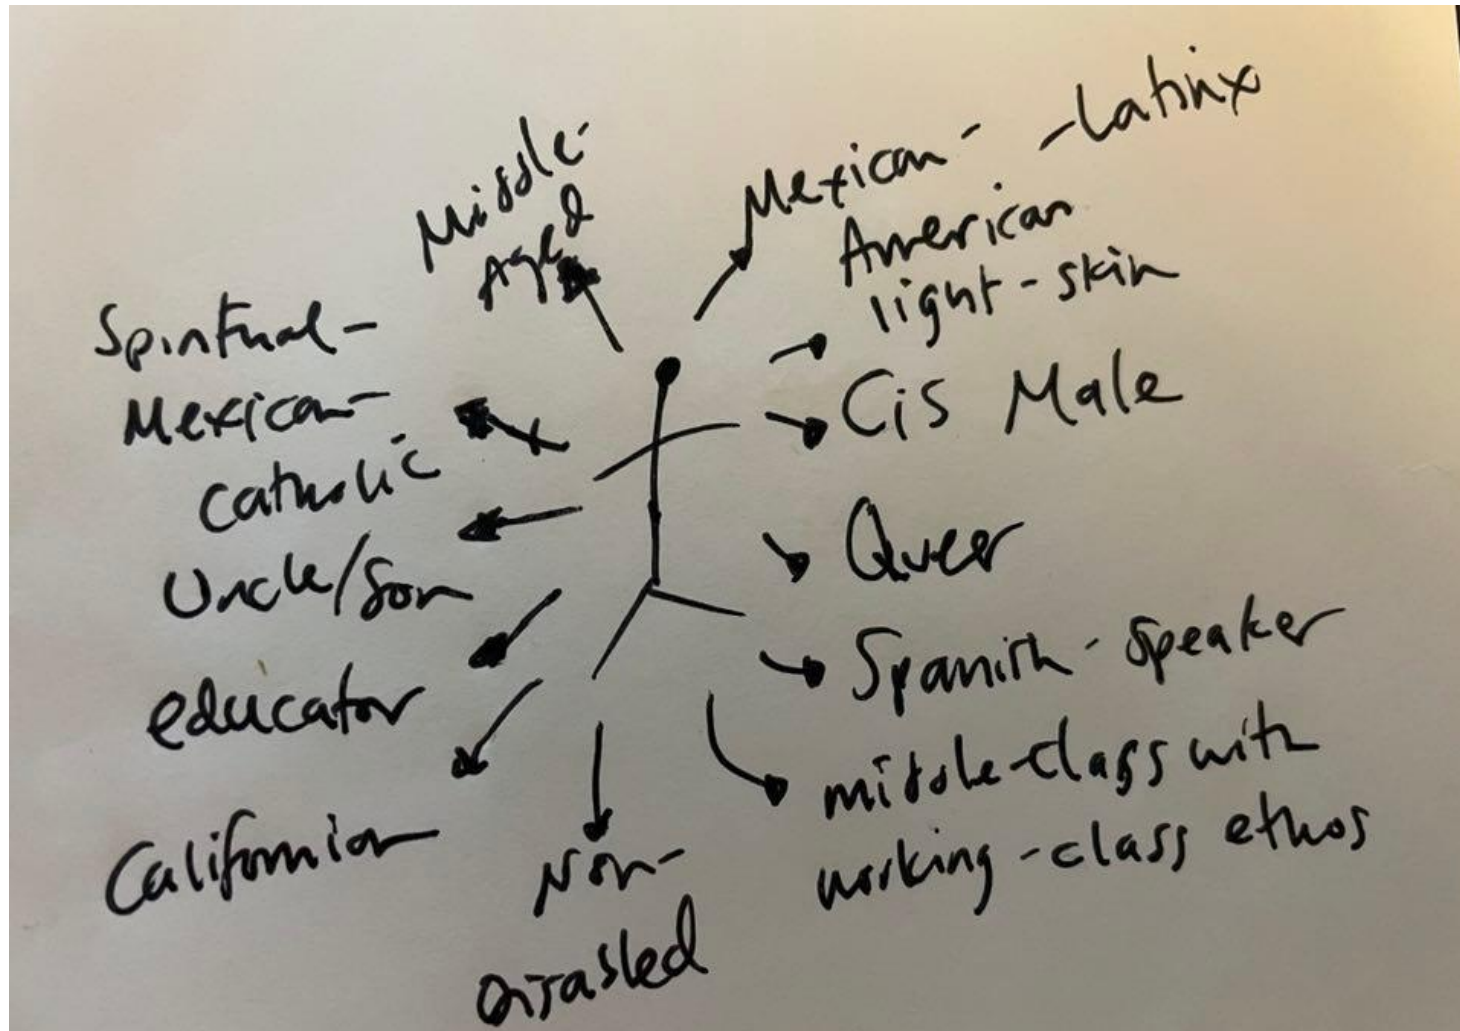 Middle-
Aged
Mexican- -Latinx
American
light-skin
Cis Male
Queer
Spanish-speaker
middle-class with
working-class ethos
Non-
Disabled
Californian
educator
Uncle/Son
Spiritual-
Mexican-
Catholic